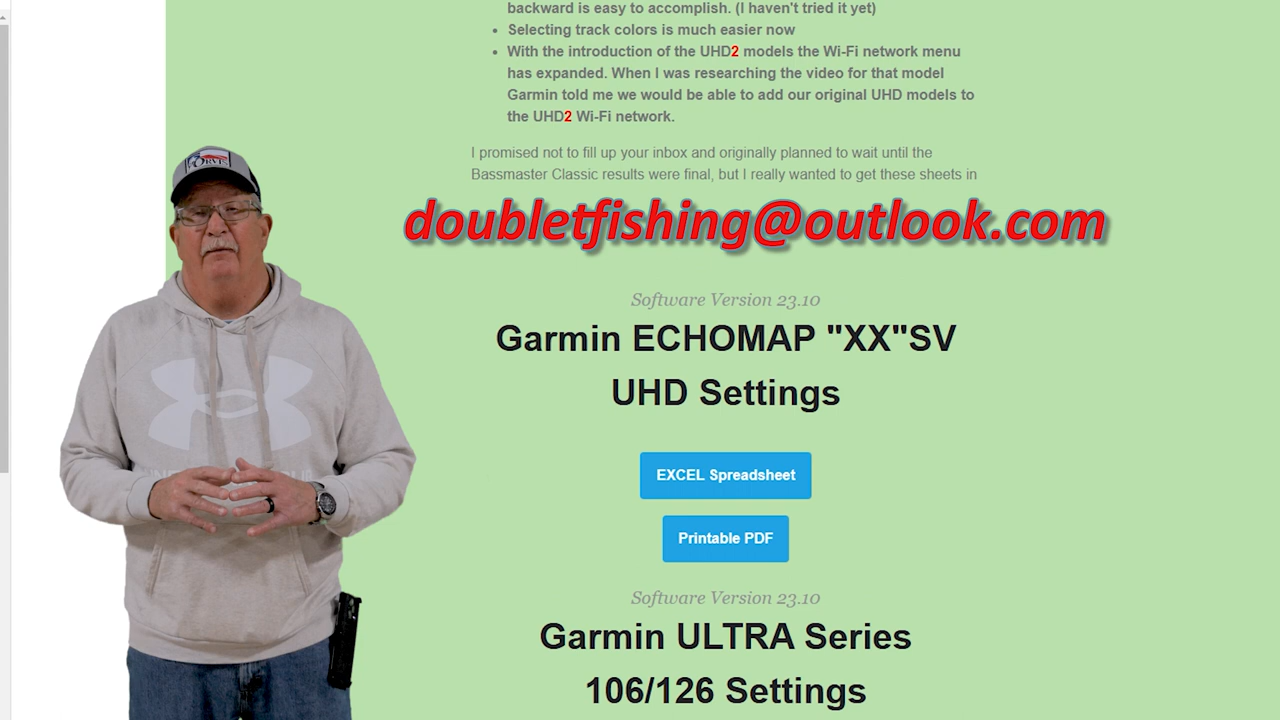 backward is easy to accomplish. (I haven't tried it yet)
• Selecting track colors is much easier now
• With the introduction of the UHD2 models the Wi-Fi network menu
has expanded. When I was researching the video for that model
Garmin told me we would be able to add our original UHD models to
the UHD2 Wi-Fi network.
I promised not to fill up your inbox and originally planned to wait until the
Bassmaster Classic results were final, but I really wanted to get these sheets in
doubletfishing@outlook.com
ORVIS
Software Version 23.10
Garmin ECHOMAP "XX"SV
UHD Settings
EXCEL Spreadsheet
Printable PDF
Software Version 23.10
Garmin ULTRA Series
106/126 Settings